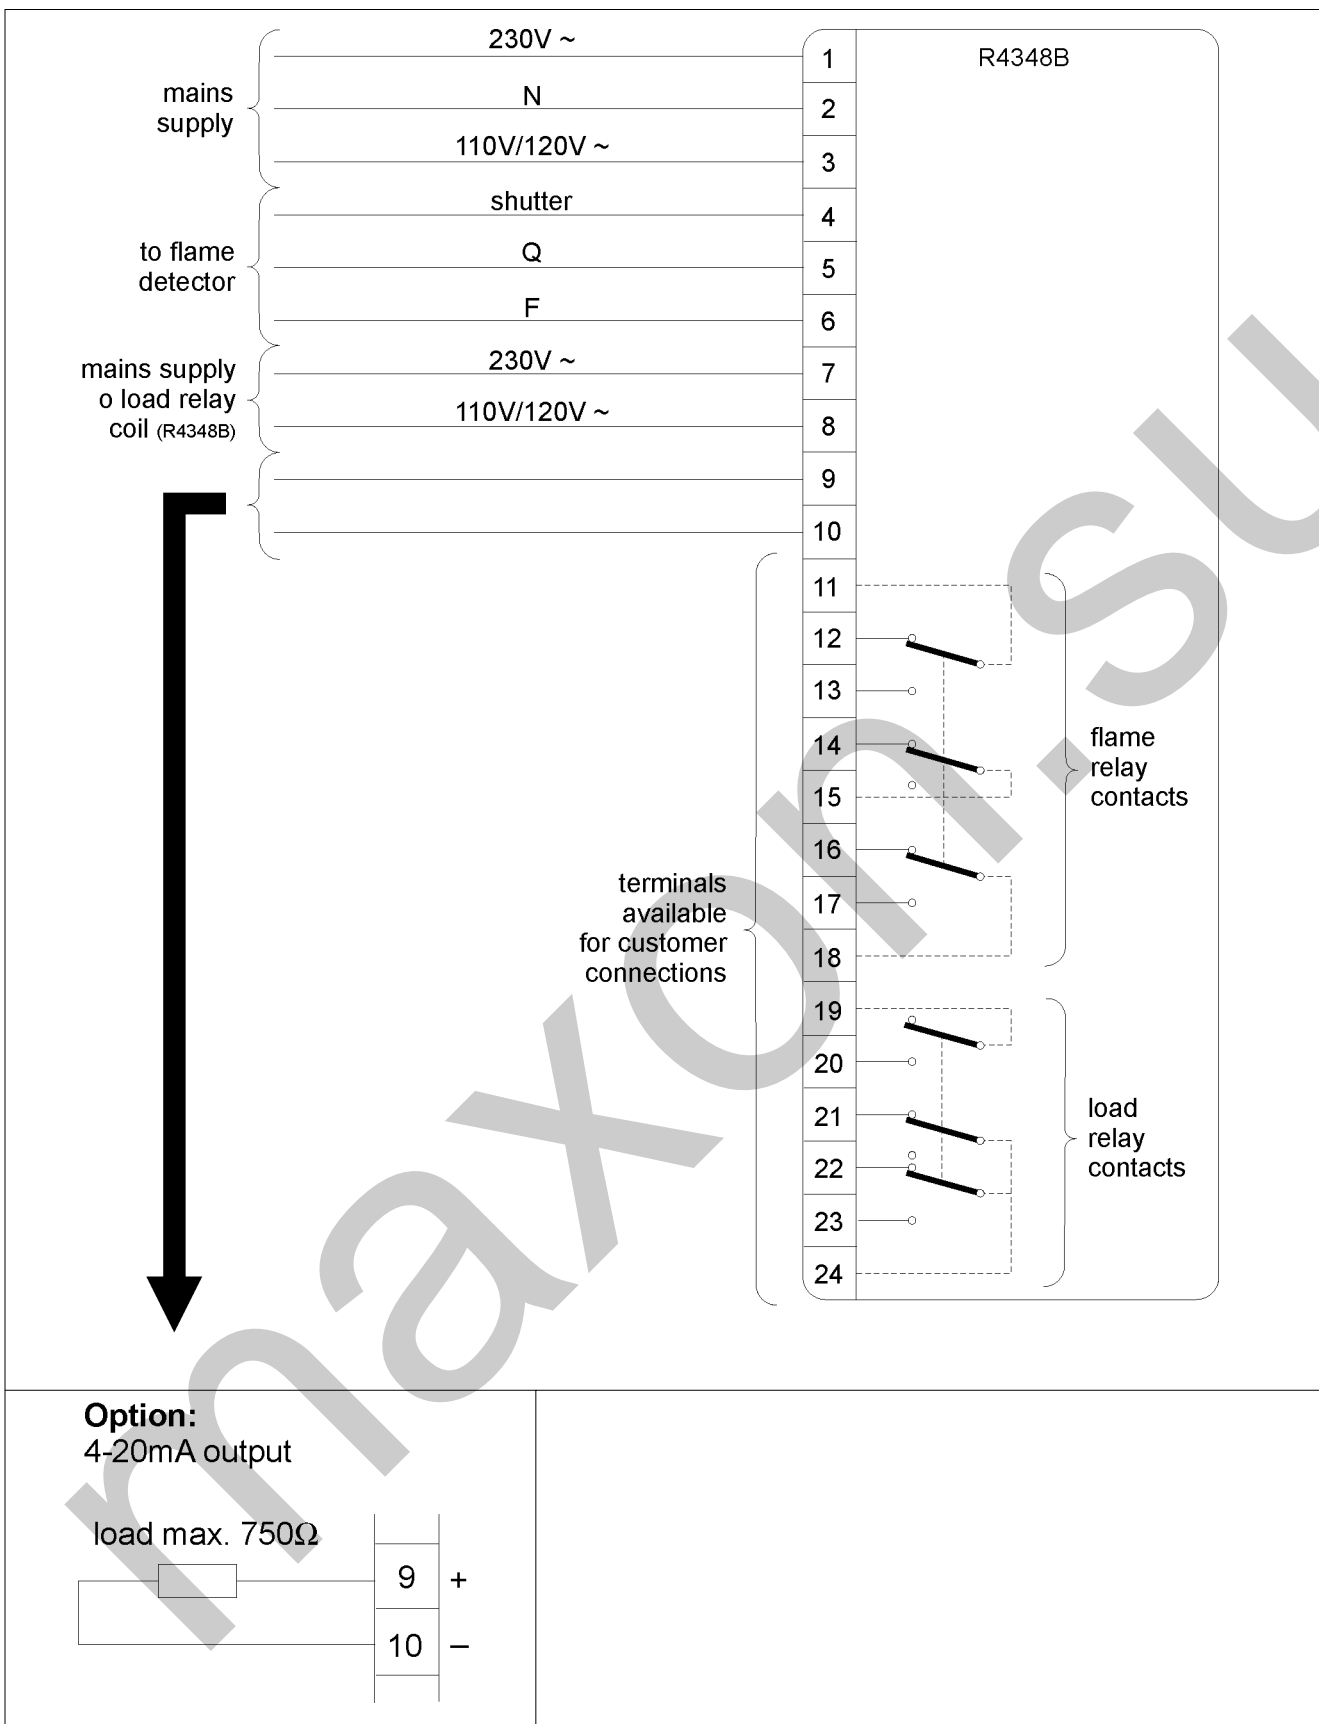 R4348B
mains
supply
230V ~
1
N
2
110V/120V ~
3
to flame
detector
shutter
4
Q
5
F
6
mains supply
o load relay
coil (R4348B)
230V ~
7
110V/120V ~
8
9
10
terminals
available
for customer
connections
11
12
13
14
15
16
17
18
19
20
21
22
23
24
flame
relay
contacts
load
relay
contacts
Option:
4-20mA output
load max. 750Ω
9 +
10 –
maxon.su